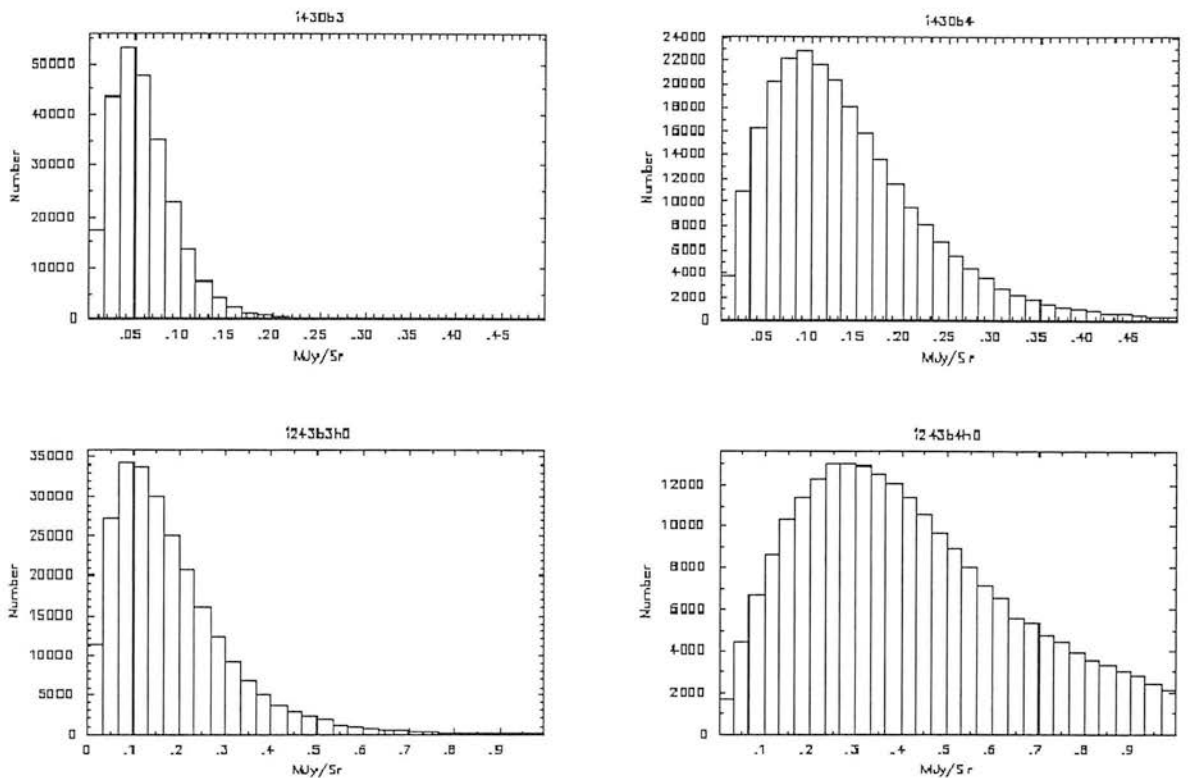 i430b3
50000
40000
30000
20000
10000
0
Number
.05 .10 .15 .20 .25 .30 .35 .40 .45
MJy/Sr
i430b4
24000
22000
20000
18000
16000
14000
12000
10000
8000
6000
4000
2000
0
Number
.05 .10 .15 .20 .25 .30 .35 .40 .45
MJy/Sr
i243b3h0
35000
30000
25000
20000
15000
10000
5000
0
Number
0 .1 .2 .3 .4 .5 .6 .7 .8 .9
MJy/Sr
i243b4h0
12000
10000
8000
6000
4000
2000
0
Number
.1 .2 .3 .4 .5 .6 .7 .8 .9
MJy/Sr